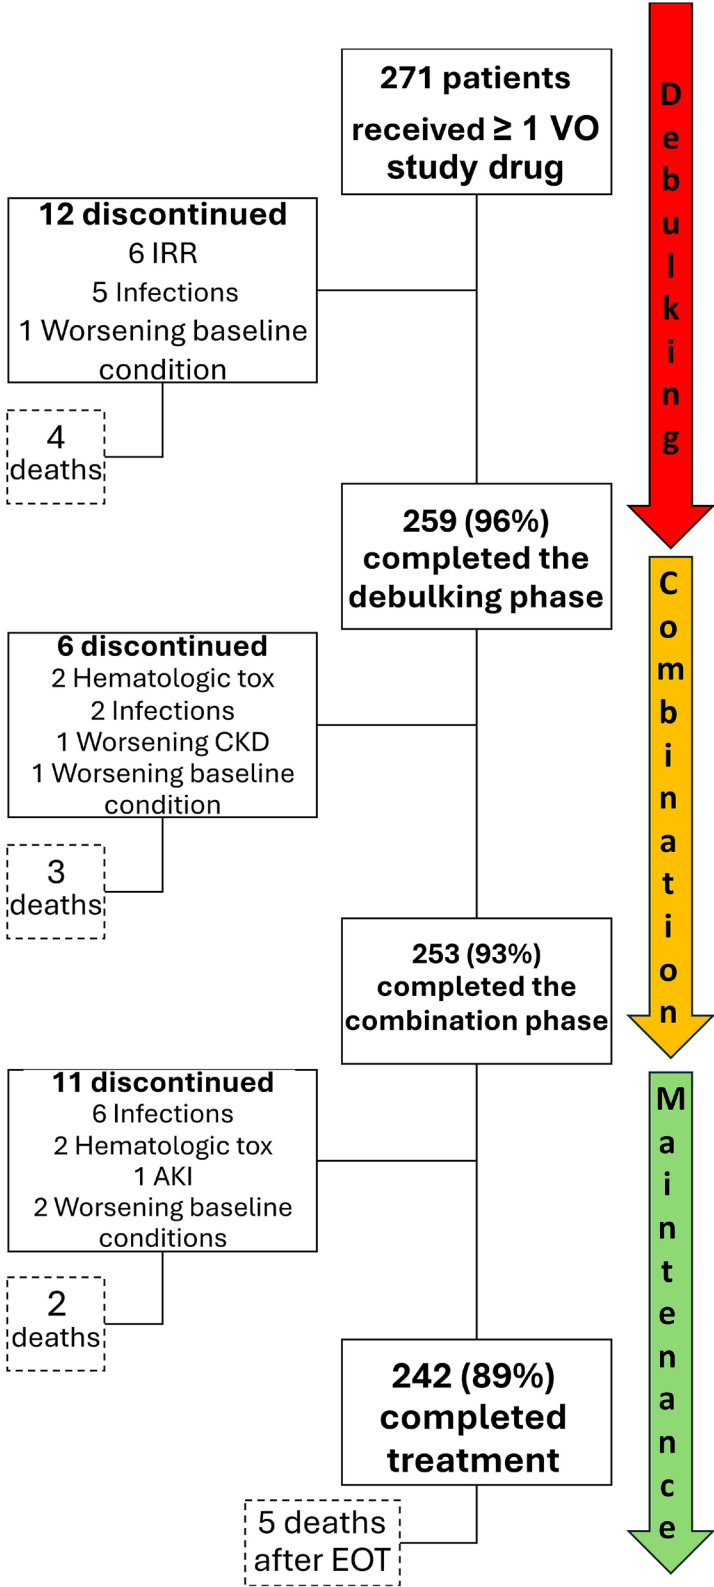 271 patients
received ≥ 1 VO
study drug
12 discontinued
6 IRR
5 Infections
1 Worsening baseline
condition
4
deaths
259 (96%)
completed the
debulking phase
6 discontinued
2 Hematologic tox
2 Infections
1 Worsening CKD
1 Worsening baseline
condition
3
deaths
253 (93%)
completed the
combination phase
11 discontinued
6 Infections
2 Hematologic tox
1 AKI
2 Worsening baseline
conditions
2
deaths
242 (89%)
completed
treatment
5 deaths
after EOT
Debulking
Combination
Maintenance